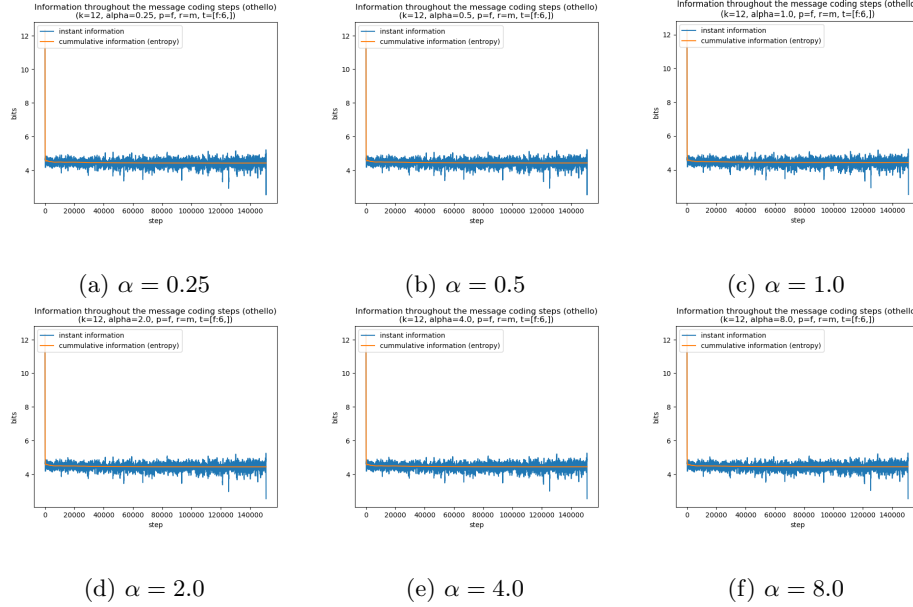 Information throughout the message coding steps (othello)
(k=12, alpha=0.25, p=f, r=m, t=[f:6,])
instant information
cummulative information (entropy)
12
10
8
6
4
bits
0 20000 40000 60000 80000 100000 120000 140000
step
(a) α = 0.25
Information throughout the message coding steps (othello)
(k=12, alpha=0.5, p=f, r=m, t=[f:6,])
instant information
cummulative information (entropy)
12
10
8
6
4
bits
0 20000 40000 60000 80000 100000 120000 140000
step
(b) α = 0.5
Information throughout the message coding steps (othello
(k=12, alpha=1.0, p=f, r=m, t=[f:6,])
instant information
cummulative information (entropy)
12
10
8
6
4
bits
0 20000 40000 60000 80000 100000 120000 140000
step
(c) α = 1.0
Information throughout the message coding steps (othello)
(k=12, alpha=2.0, p=f, r=m, t=[f:6,])
instant information
cummulative information (entropy)
12
10
8
6
4
bits
0 20000 40000 60000 80000 100000 120000 140000
step
(d) α = 2.0
Information throughout the message coding steps (othello)
(k=12, alpha=4.0, p=f, r=m, t=[f:6,])
instant information
cummulative information (entropy)
12
10
8
6
4
bits
0 20000 40000 60000 80000 100000 120000 140000
step
(e) α = 4.0
Information throughout the message coding steps (othello)
(k=12, alpha=8.0, p=f, r=m, t=[f:6,])
instant information
cummulative information (entropy)
12
10
8
6
4
bits
0 20000 40000 60000 80000 100000 120000 140000
step
(f) α = 8.0